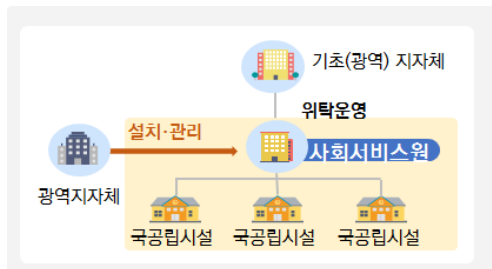 기초(광역) 지자체
위탁운영
설치·관리
사회서비스원
광역지자체
국공립시설 국공립시설 국공립시설